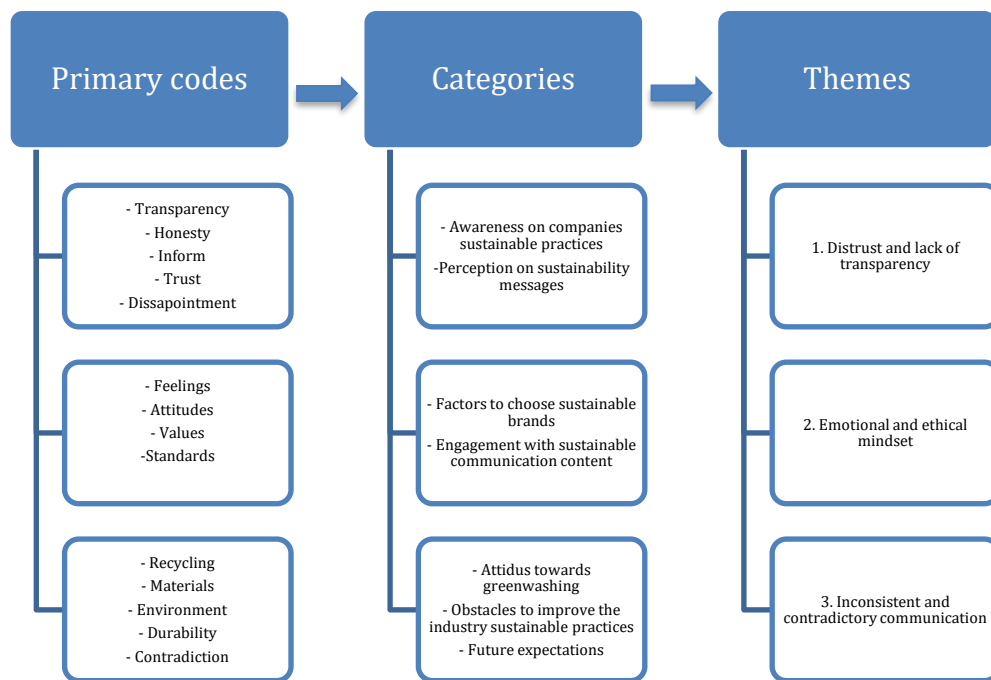 Primary codes
Categories
Themes
- Transparency
- Honesty
- Inform
- Trust
- Dissapointment
- Awareness on companies
sustainable practices
-Perception on sustainability
messages
1. Distrust and lack of
transparency
- Feelings
- Attitudes
- Values
-Standards
- Factors to choose sustainable
brands
- Engagement with sustainable
communication content
2. Emotional and ethical
mindset
- Recycling
- Materials
- Environment
- Durability
- Contradiction
- Attidus towards
greenwashing
- Obstacles to improve the
industry sustainable practices
- Future expectations
3. Inconsistent and
contradictory communication